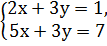 2x + 3y = 1,
5x + 3y = 7